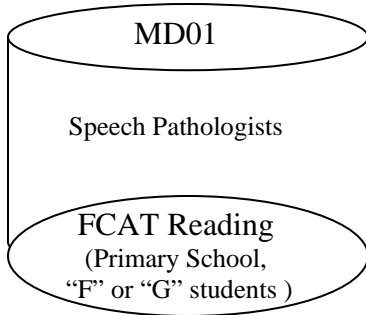 MD01
Speech Pathologists
FCAT Reading
(Primary School,
“F” or “G” students )